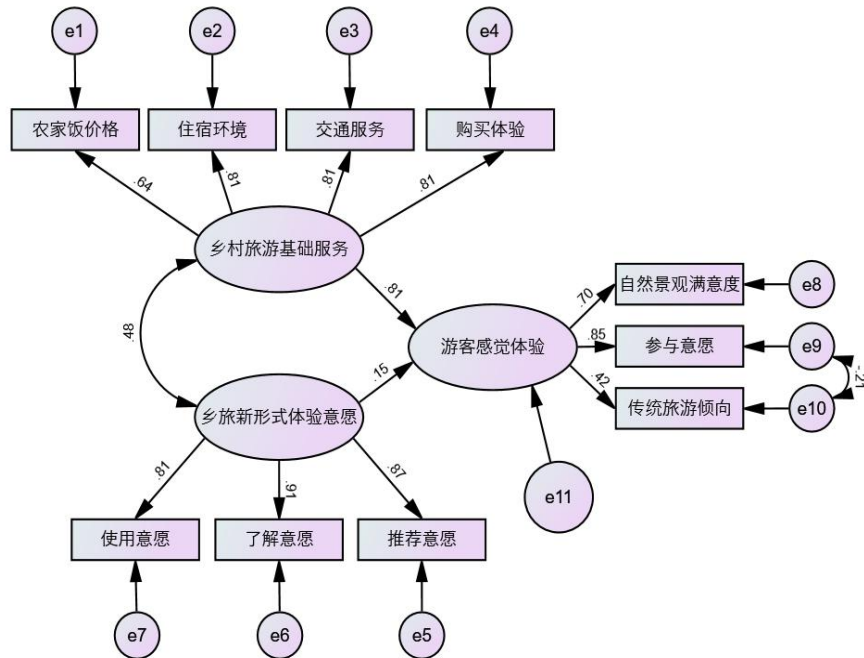 e1
e2
e3
e4
农家饭价格
住宿环境
交通服务
购买体验
.64
.81
.81
.81
乡村旅游基础服务
.81
.48
游客感觉体验
.15
乡旅新形式体验意愿
.70
.85
.42
自然景观满意度
参与意愿
传统旅游倾向
e8
e9
e10
-.21
e11
.81
.91
.87
使用意愿
了解意愿
推荐意愿
e7
e6
e5